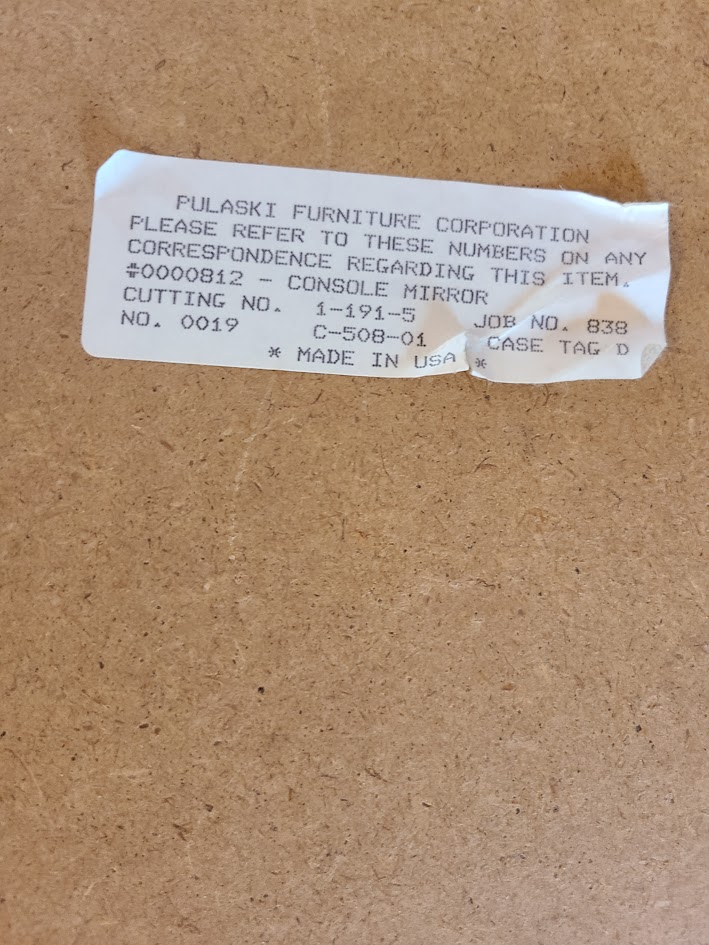 PULASKI FURNITURE CORPORATION
PLEASE REFER TO THESE NUMBERS ON ANY
CORRESPONDENCE REGARDING THIS ITEM.
#0000812 - CONSOLE MIRROR
CUTTING NO. 1-191-5 JOB NO. 838
NO. 0019 C-508-01 CASE TAG D
* MADE IN USA *